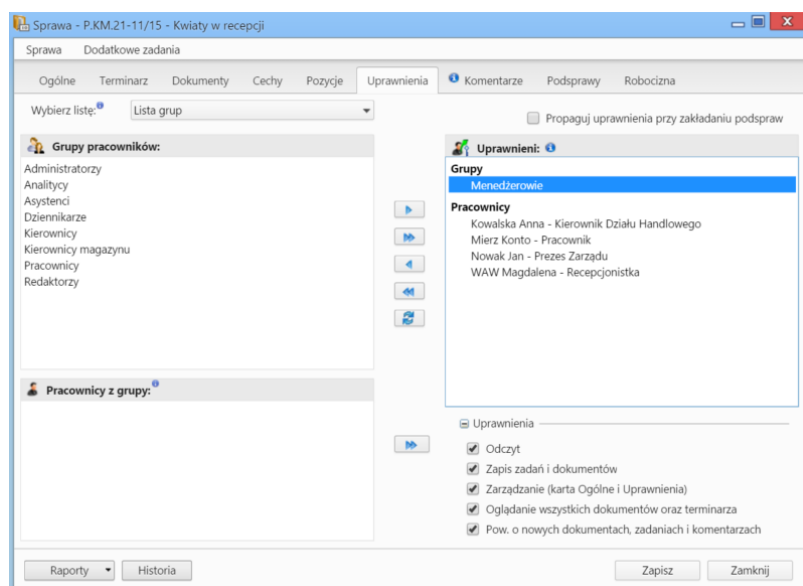 Sprawa - P.KM.21-11/15 - Kwiaty w recepcji
Sprawa Dodatkowe zadania
Ogólne Terminarz Dokumenty Cechy Pozycje Uprawnienia Komentarze Podsprawy Robocizna
Wybierz listę: Lista grup
Propaguj uprawnienia przy zakładaniu podspraw
Grupy pracowników:
Administratorzy
Analitycy
Asystenci
Dziennikarze
Kierownicy
Kierownicy magazynu
Pracownicy
Redaktorzy
Pracownicy z grupy:
Uprawnieni:
Grupy
Menedżerowie
Pracownicy
Kowalska Anna - Kierownik Działu Handlowego
Mierz Konto - Pracownik
Nowak Jan - Prezes Zarządu
WAW Magdalena - Recepcjonistka
Uprawnienia
Odczyt
Zapis zadań i dokumentów
Zarządzanie (karta Ogólne i Uprawnienia)
Oglądanie wszystkich dokumentów oraz terminarza
Pow. o nowych dokumentach, zadaniach i komentarzach
Raporty Historia Zapisz Zamknij